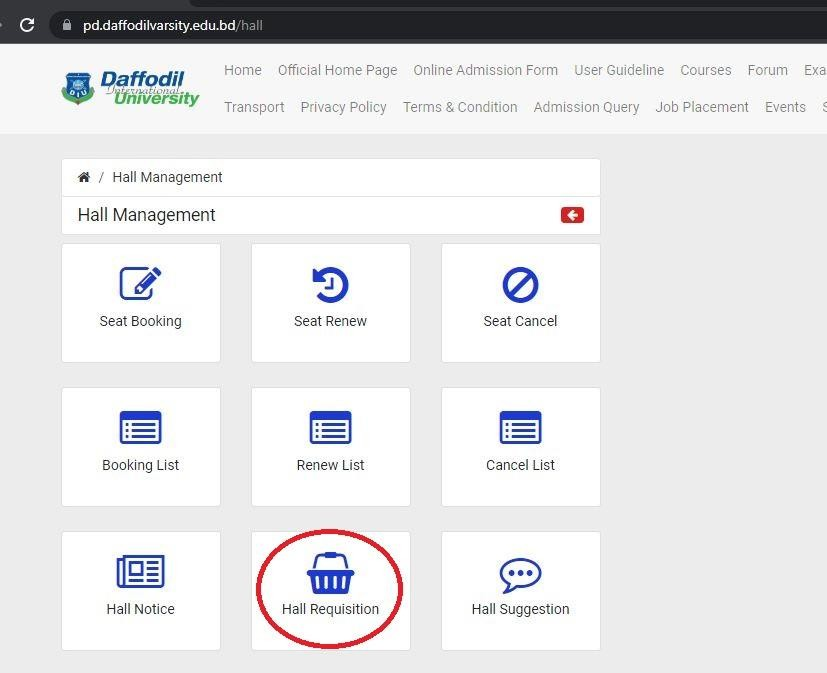 pd.daffodilvarsity.edu.bd/hall
Daffodil
International
University
DIU
Home Official Home Page Online Admission Form User Guideline Courses Forum Exa
Transport Privacy Policy Terms & Condition Admission Query Job Placement Events S
/ Hall Management
Hall Management
Seat Booking Seat Renew Seat Cancel
Booking List Renew List Cancel List
Hall Notice Hall Requisition Hall Suggestion